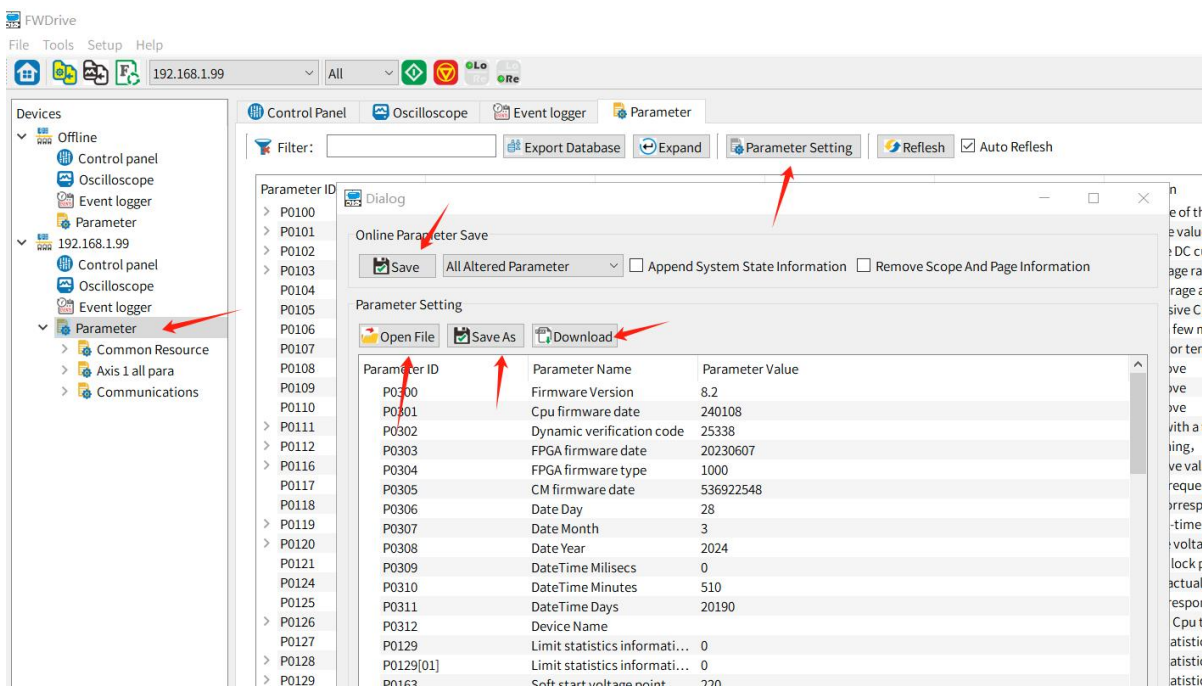 FWDrive
File Tools Setup Help
192.168.1.99 All Lo Re Lo Re
Devices
Offline
Control panel
Oscilloscope
Event logger
Parameter
192.168.1.99
Control panel
Oscilloscope
Event logger
Parameter
Common Resource
Axis 1 all para
Communications
Control Panel Oscilloscope Event logger Parameter
Filter: Export Database Expand Parameter Setting Reflesh Auto Reflesh
Parameter ID
P0100
P0101
P0102
P0103
P0104
P0105
P0106
P0107
P0108
P0109
P0110
P0111
P0112
P0116
P0117
P0118
P0119
P0120
P0121
P0124
P0125
P0126
P0127
P0128
P0129
Dialog
Online Parameter Save
Save All Altered Parameter Append System State Information Remove Scope And Page Information
Parameter Setting
Open File Save As Download
Parameter ID Parameter Name Parameter Value
P0300 Firmware Version 8.2
P0301 Cpu firmware date 240108
P0302 Dynamic verification code 25338
P0303 FPGA firmware date 20230607
P0304 FPGA firmware type 1000
P0305 CM firmware date 536922548
P0306 Date Day 28
P0307 Date Month 3
P0308 Date Year 2024
P0309 DateTime Milisecs 0
P0310 DateTime Minutes 510
P0311 DateTime Days 20190
P0312 Device Name
P0129 Limit statistics informati... 0
P0129[01] Limit statistics informati... 0
P0163 Soft start voltage point 220